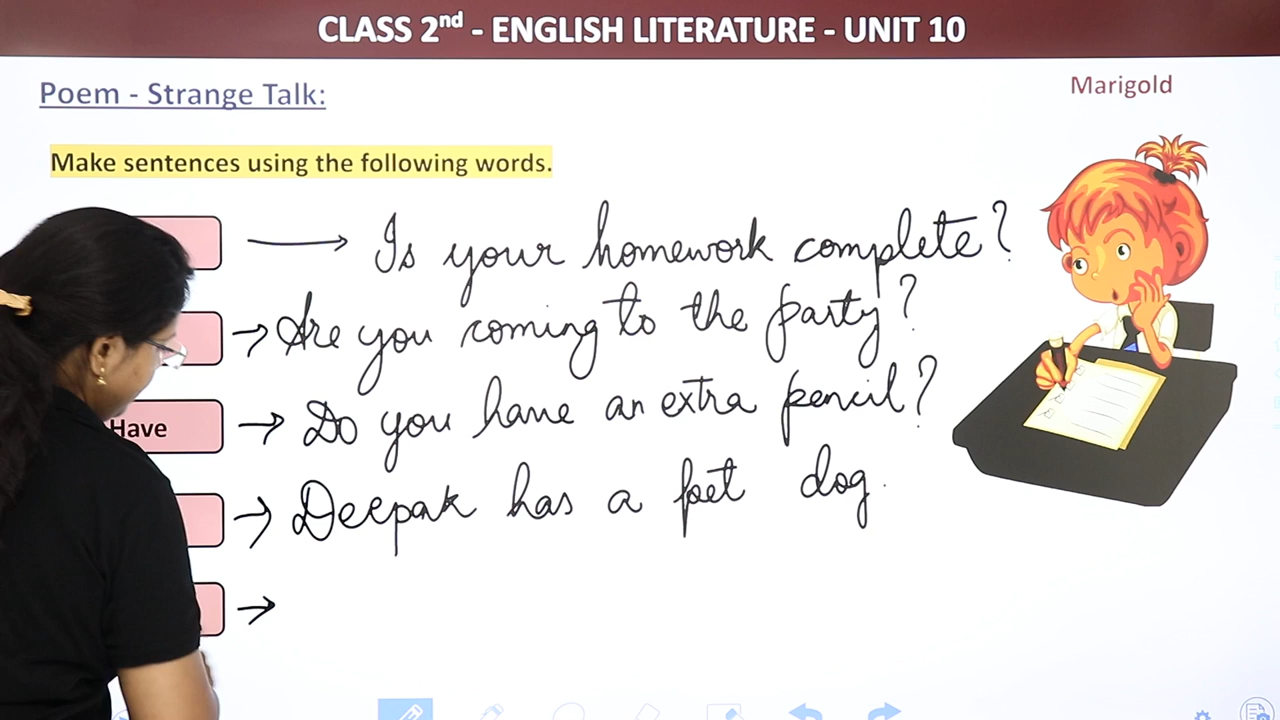 CLASS 2nd - ENGLISH LITERATURE - UNIT 10
Poem - Strange Talk:
Marigold
Make sentences using the following words.
Is your homework complete?
Are you coming to the party?
Have
Do you have an extra pencil?
Deepak has a pet dog.